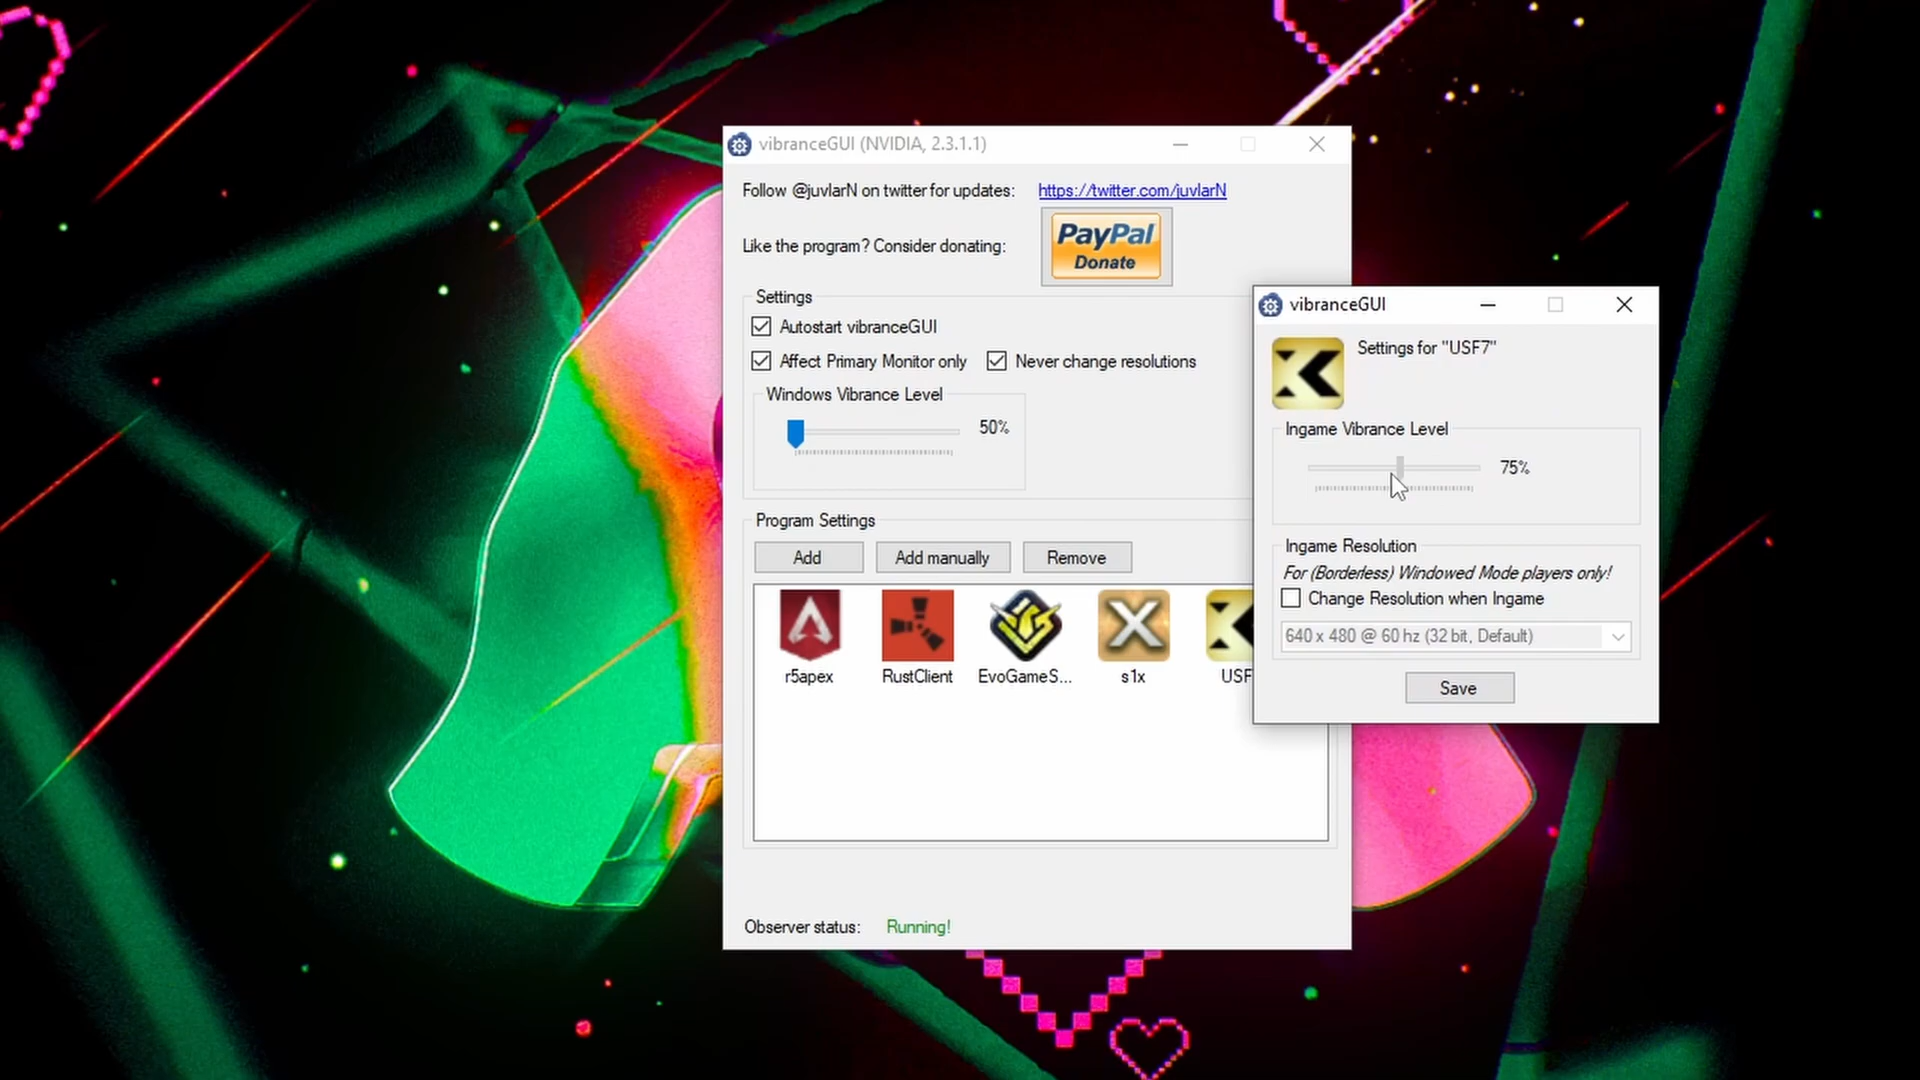 vibranceGUI (NVIDIA, 2.3.1.1)
Follow @juvlarN on twitter for updates: https://twitter.com/juvlarN
Like the program? Consider donating:
PayPal
Donate
Settings
Autostart vibranceGUI
Affect Primary Monitor only
Never change resolutions
Windows Vibrance Level
50%
Program Settings
Add
Add manually
Remove
r5apex
RustClient
EvoGameS...
s1x
USF
Observer status: Running!
vibranceGUI
Settings for "USF7"
Ingame Vibrance Level
75%
Ingame Resolution
For (Borderless) Windowed Mode players only!
Change Resolution when Ingame
640 x 480 @ 60 hz (32 bit, Default)
Save